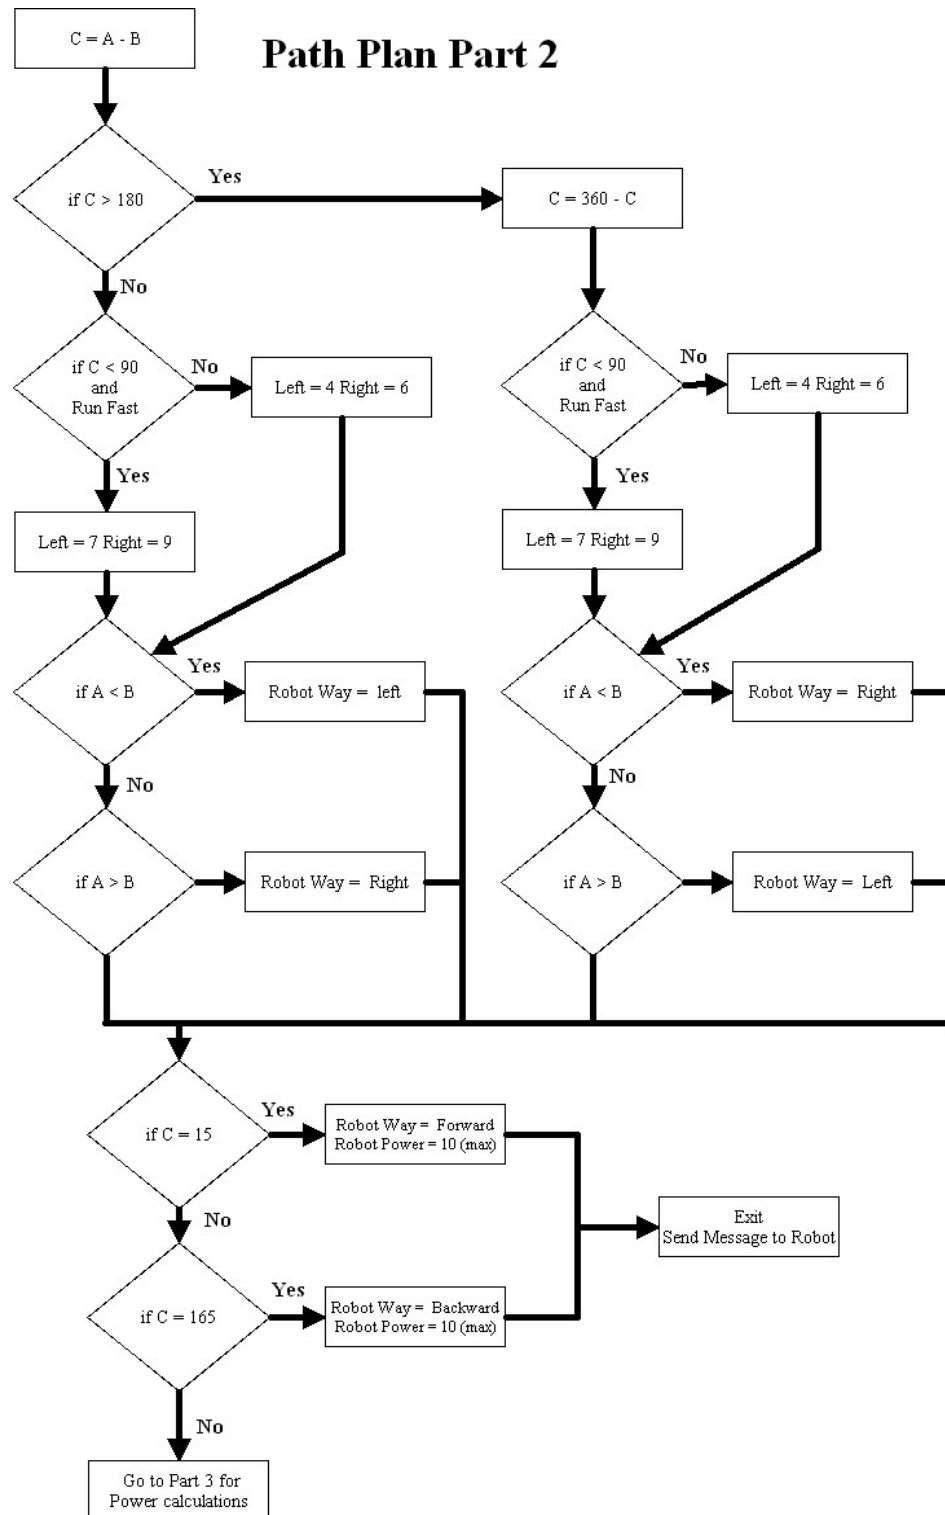 C = A - B
Path Plan Part 2
if C > 180
Yes
C = 360 - C
No
if C < 90
and
Run Fast
No
Left = 4 Right = 6
Yes
Left = 7 Right = 9
if C < 90
and
Run Fast
No
Left = 4 Right = 6
Yes
Left = 7 Right = 9
if A < B
Yes
Robot Way = left
No
if A > B
Robot Way = Right
if A < B
Yes
Robot Way = Right
No
if A > B
Robot Way = Left
if C = 15
Yes
Robot Way = Forward
Robot Power = 10 (max)
No
if C = 165
Yes
Robot Way = Backward
Robot Power = 10 (max)
Exit
Send Message to Robot
No
Go to Part 3 for
Power calculations